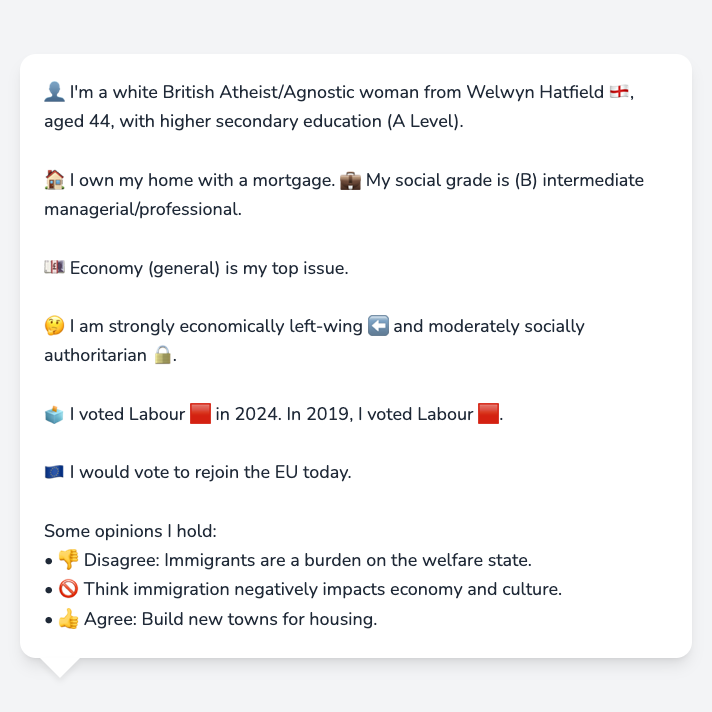 👤 I'm a white British Atheist/Agnostic woman from Welwyn Hatfield 🏴󠁧󠁢󠁥󠁮󠁧󠁿,
aged 44, with higher secondary education (A Level).
🏠 I own my home with a mortgage. 💼 My social grade is (B) intermediate
managerial/professional.
💷 Economy (general) is my top issue.
🤔 I am strongly economically left-wing ⬅️ and moderately socially
authoritarian 🔒.
🗳️ I voted Labour 🟥 in 2024. In 2019, I voted Labour 🟥.
🇪🇺 I would vote to rejoin the EU today.
Some opinions I hold:
• 👎 Disagree: Immigrants are a burden on the welfare state.
• 🚫 Think immigration negatively impacts economy and culture.
• 👍 Agree: Build new towns for housing.